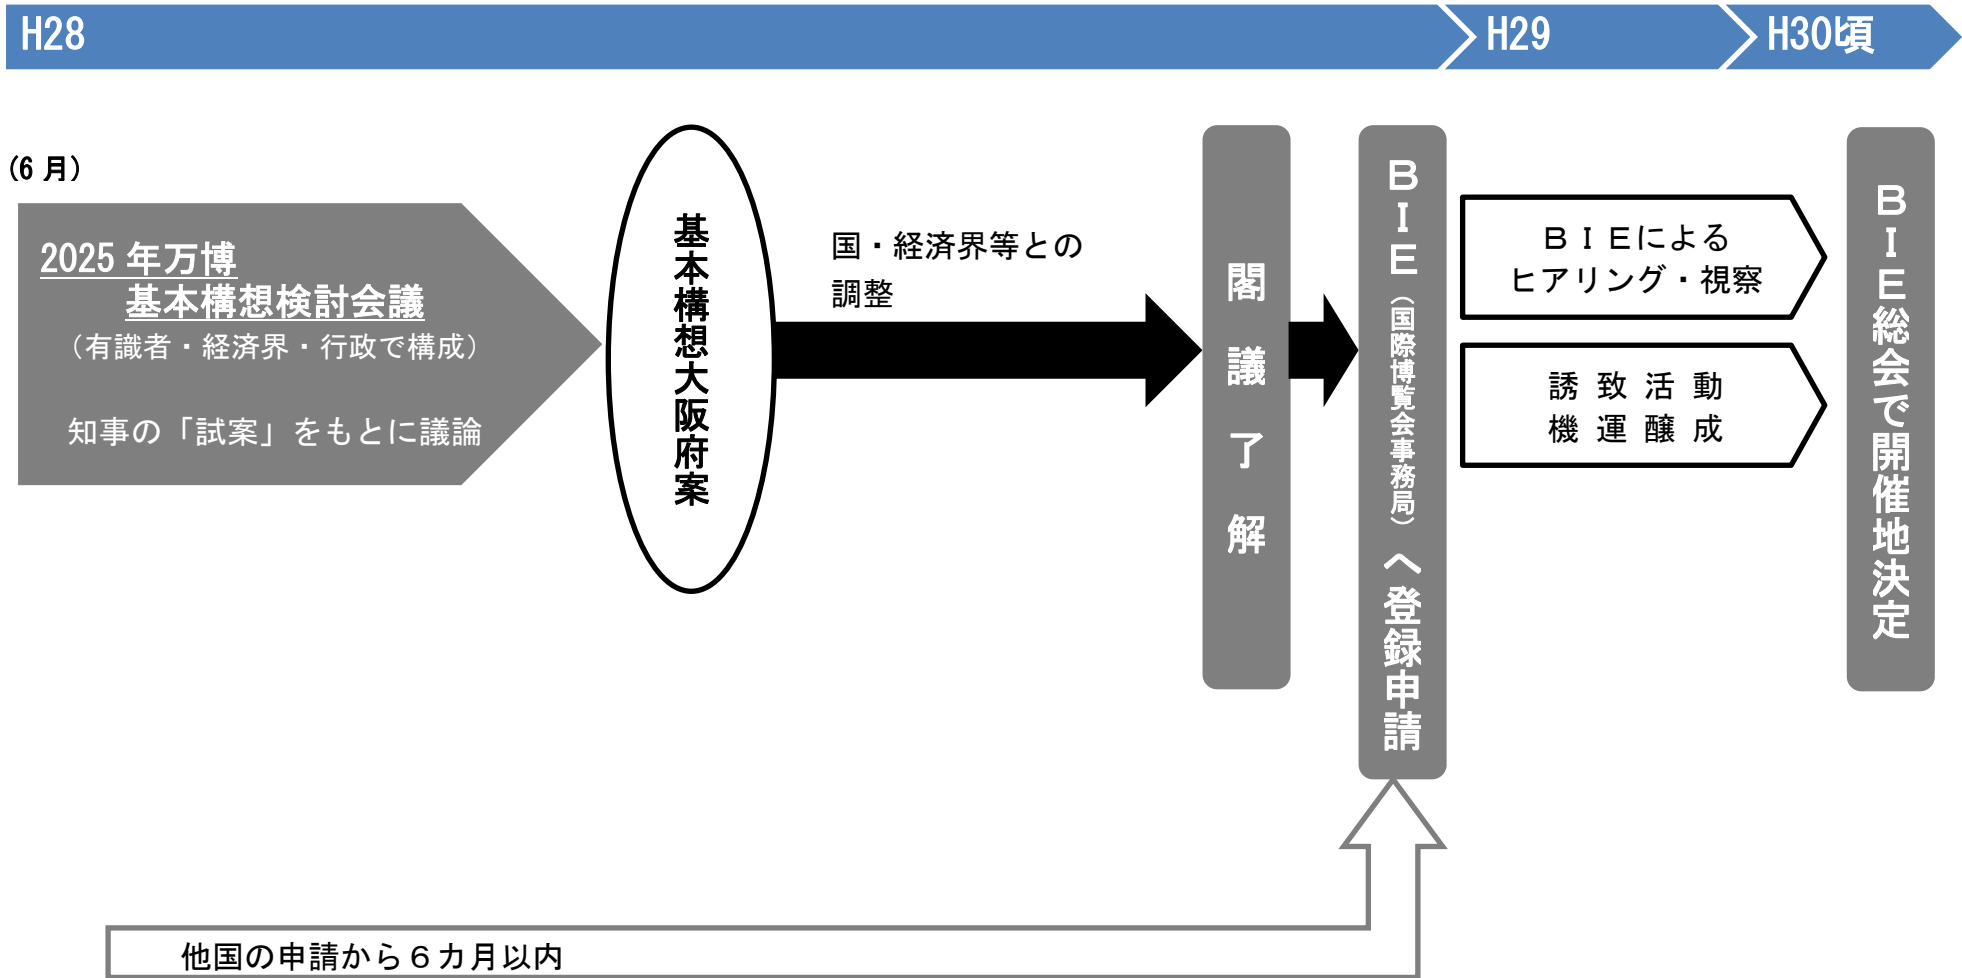 H28
H29
H30頃
(6 月)
2025 年万博
基本構想検討会議
（有識者・経済界・行政で構成）
知事の「試案」をもとに議論
基本構想大阪府案
国・経済界等との
調整
閣議了解
ＢＩＥ（国際博覧会事務局）へ登録申請
ＢＩＥによる
ヒアリング・視察
誘致活動
機運醸成
ＢＩＥ総会で開催地決定
他国の申請から６カ月以内